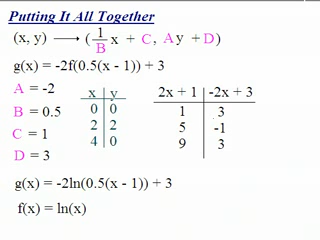 Putting It All Together
(x, y) ⟶ (1/B x + C, Ay + D)
g(x) = -2f(0.5(x - 1)) + 3
A = -2
B = 0.5
C = 1
D = 3
x y
0 0
2 2
4 0
2x + 1 -2x + 3
1 3
5 -1
9 3
g(x) = -2ln(0.5(x - 1)) + 3
f(x) = ln(x)